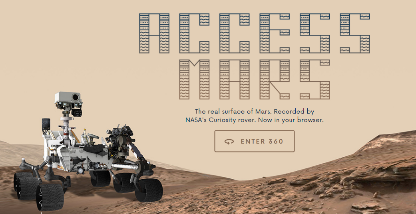 ACCESS
MARS
The real surface of Mars. Recorded by
NASA's Curiosity rover. Now in your browser.
ENTER 360